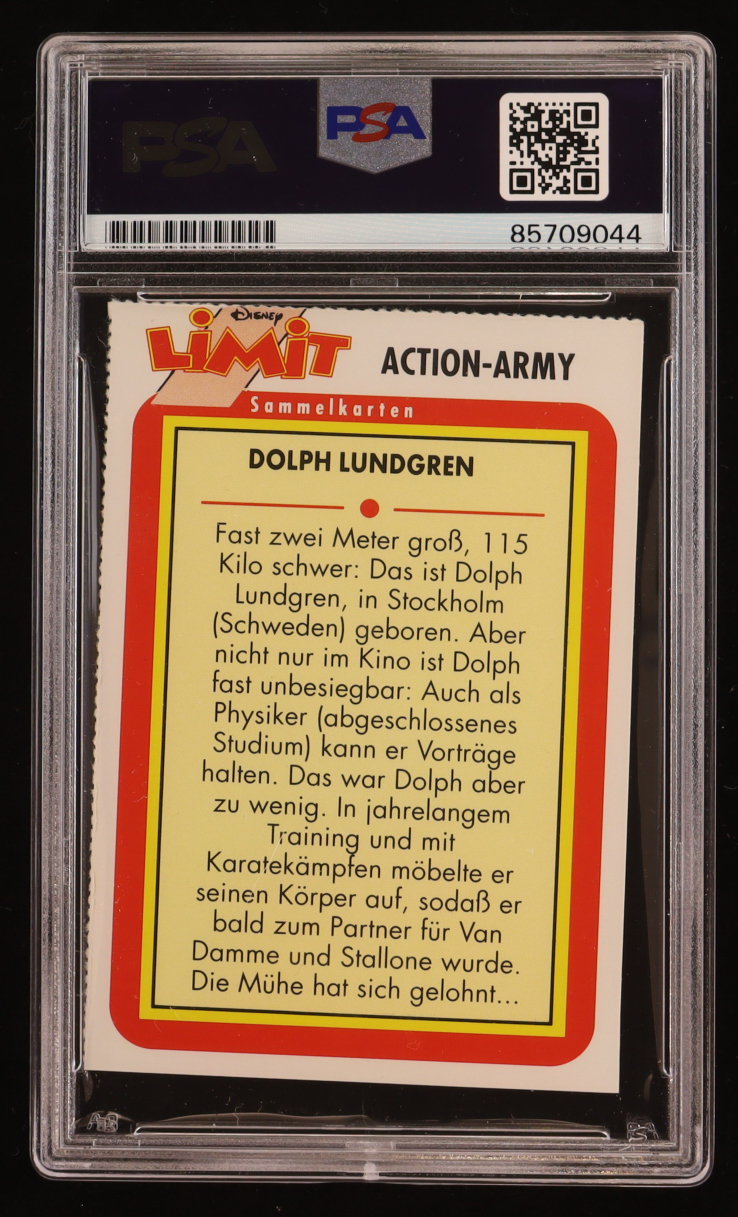 PSA
PSA
85709044
DISNEY
LiMiT
ACTION-ARMY
Sammelkarten
DOLPH LUNDGREN
Fast zwei Meter groß, 115
Kilo schwer: Das ist Dolph
Lundgren, in Stockholm
(Schweden) geboren. Aber
nicht nur im Kino ist Dolph
fast unbesiegbar: Auch als
Physiker (abgeschlossenes
Studium) kann er Vorträge
halten. Das war Dolph aber
zu wenig. In jahrelangem
Training und mit
Karatekämpfen möbelte er
seinen Körper auf, sodaß er
bald zum Partner für Van
Damme und Stallone wurde.
Die Mühe hat sich gelohnt...